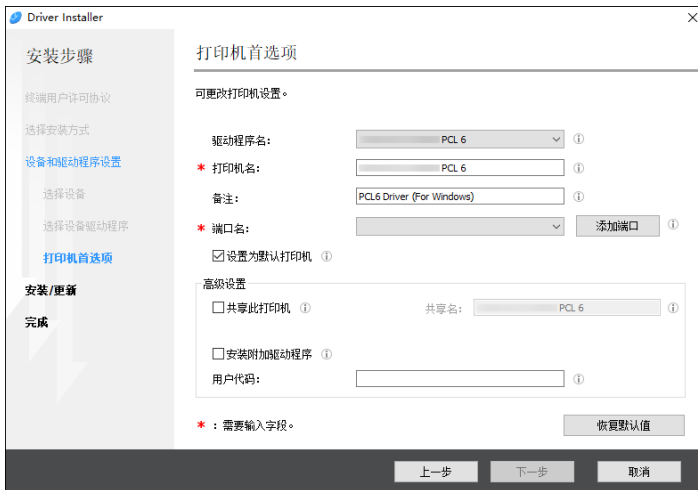 Driver Installer
安装步骤
终端用户许可协议
选择安装方式
设备和驱动程序设置
选择设备
选择设备驱动程序
打印机首选项
安装/更新
完成
打印机首选项
可更改打印机设置。
驱动程序名: PCL 6
* 打印机名: PCL 6
备注: PCL6 Driver (For Windows)
* 端口名: 添加端口
设置为默认打印机
高级设置
共享此打印机 共享名: PCL 6
安装附加驱动程序
用户代码:
* : 需要输入字段。 恢复默认值
上一步 下一步 取消